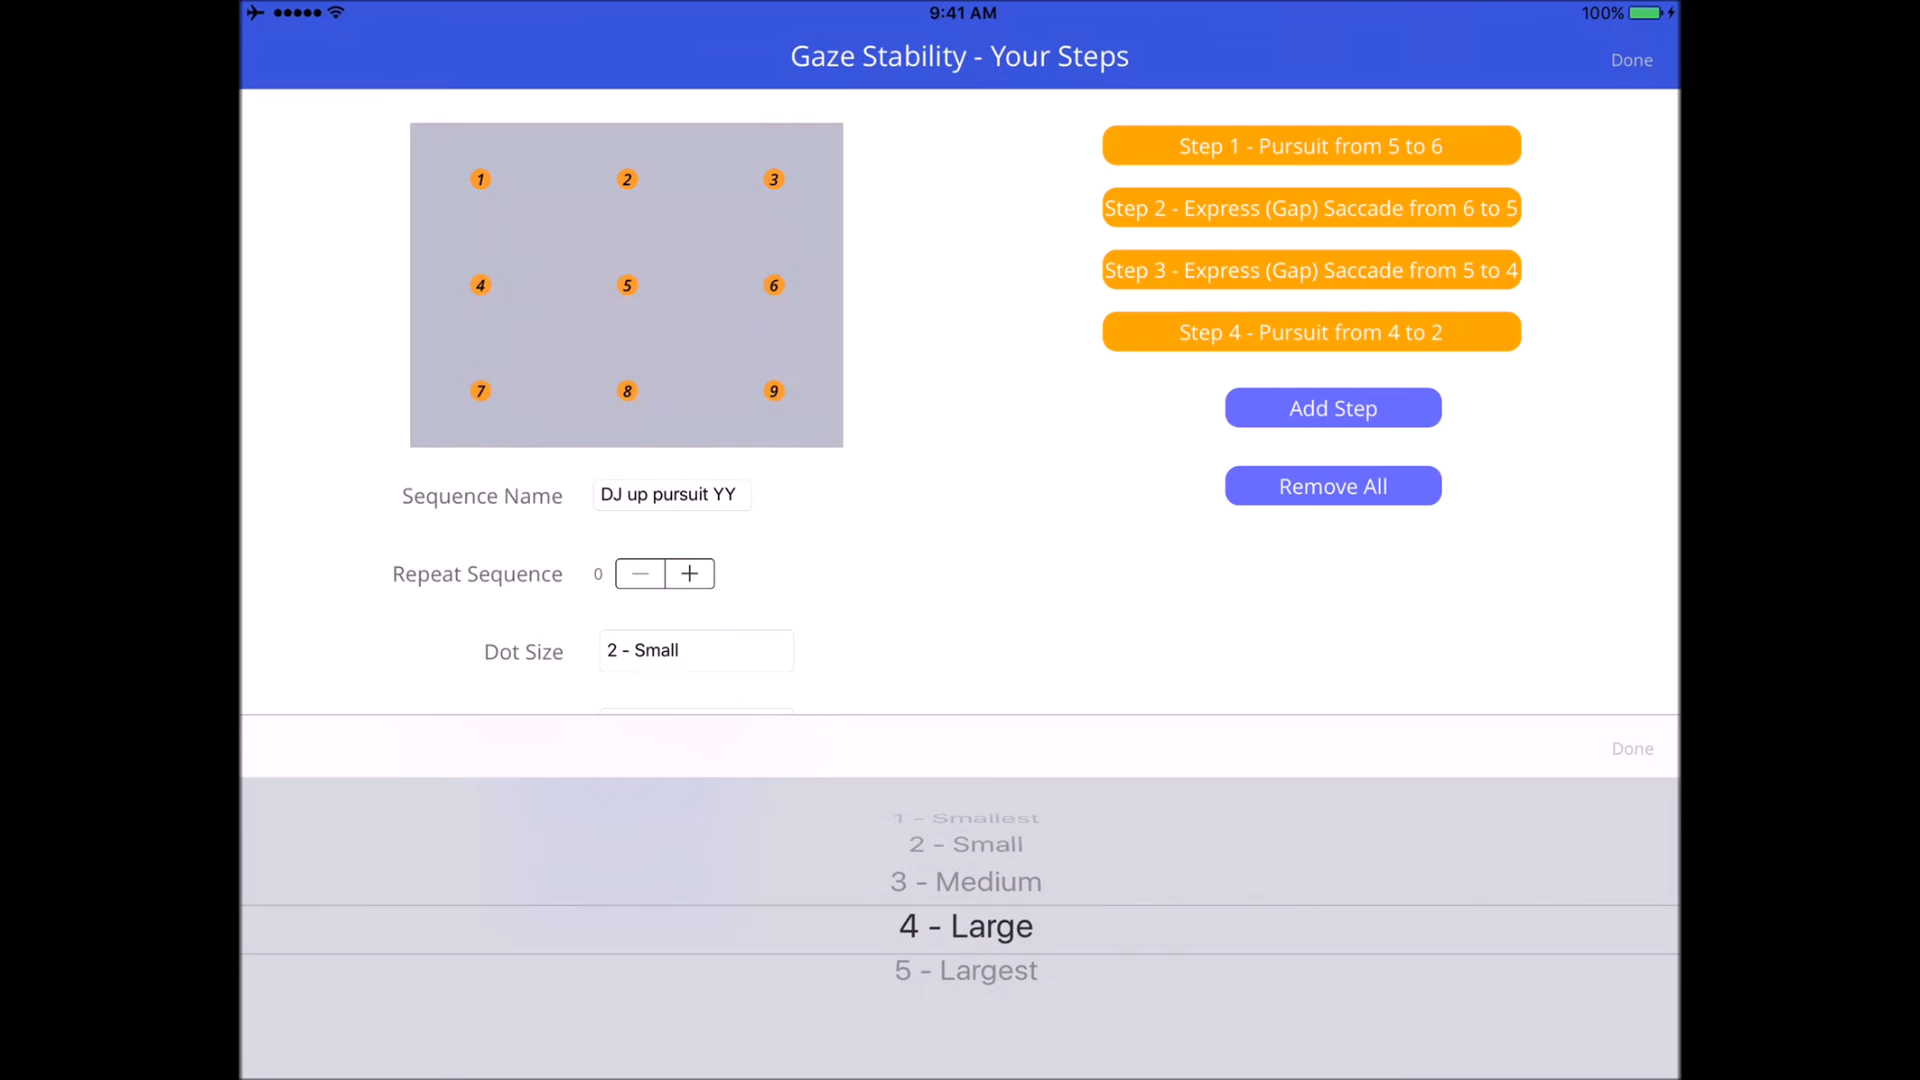 9:41 AM
100%
Gaze Stability - Your Steps
Done
1
2
3
4
5
6
7
8
9
Step 1 - Pursuit from 5 to 6
Step 2 - Express (Gap) Saccade from 6 to 5
Step 3 - Express (Gap) Saccade from 5 to 4
Step 4 - Pursuit from 4 to 2
Add Step
Remove All
Sequence Name
DJ up pursuit YY
Repeat Sequence
0
Dot Size
2 - Small
Done
1 - Smallest
2 - Small
3 - Medium
4 - Large
5 - Largest